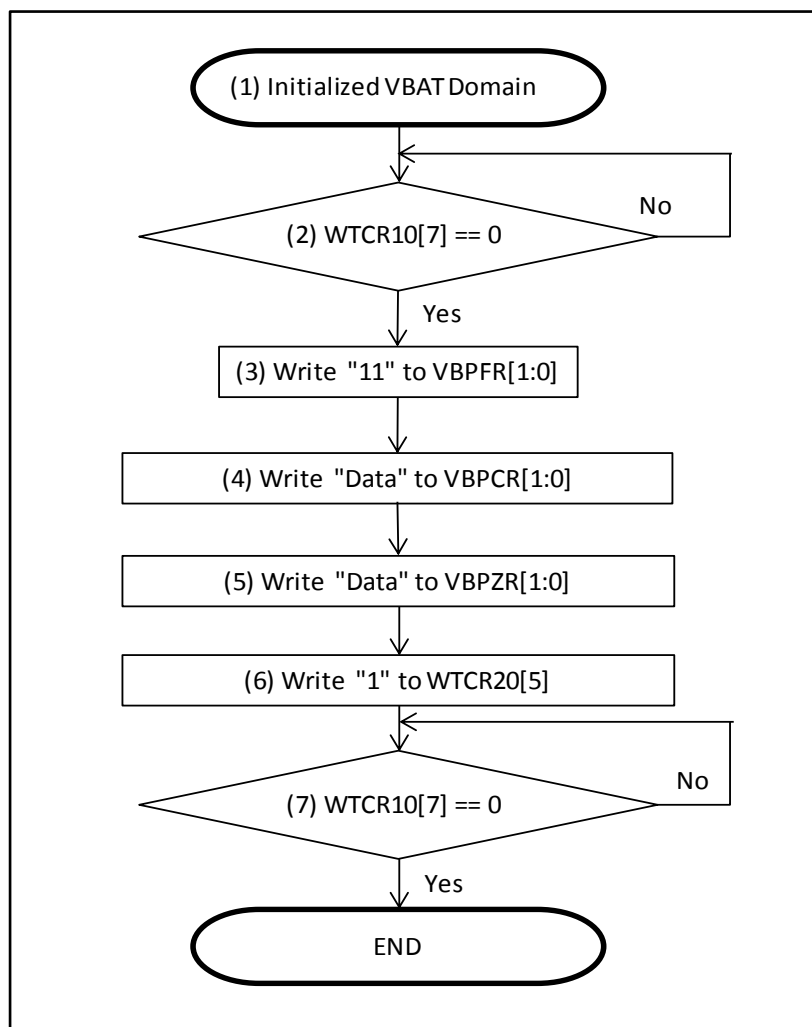 (1) Initialized VBAT Domain
No
(2) WTCR10[7] == 0
Yes
(3) Write "11" to VBPFR[1:0]
(4) Write "Data" to VBPCR[1:0]
(5) Write "Data" to VBPZR[1:0]
(6) Write "1" to WTCR20[5]
No
(7) WTCR10[7] == 0
Yes
END